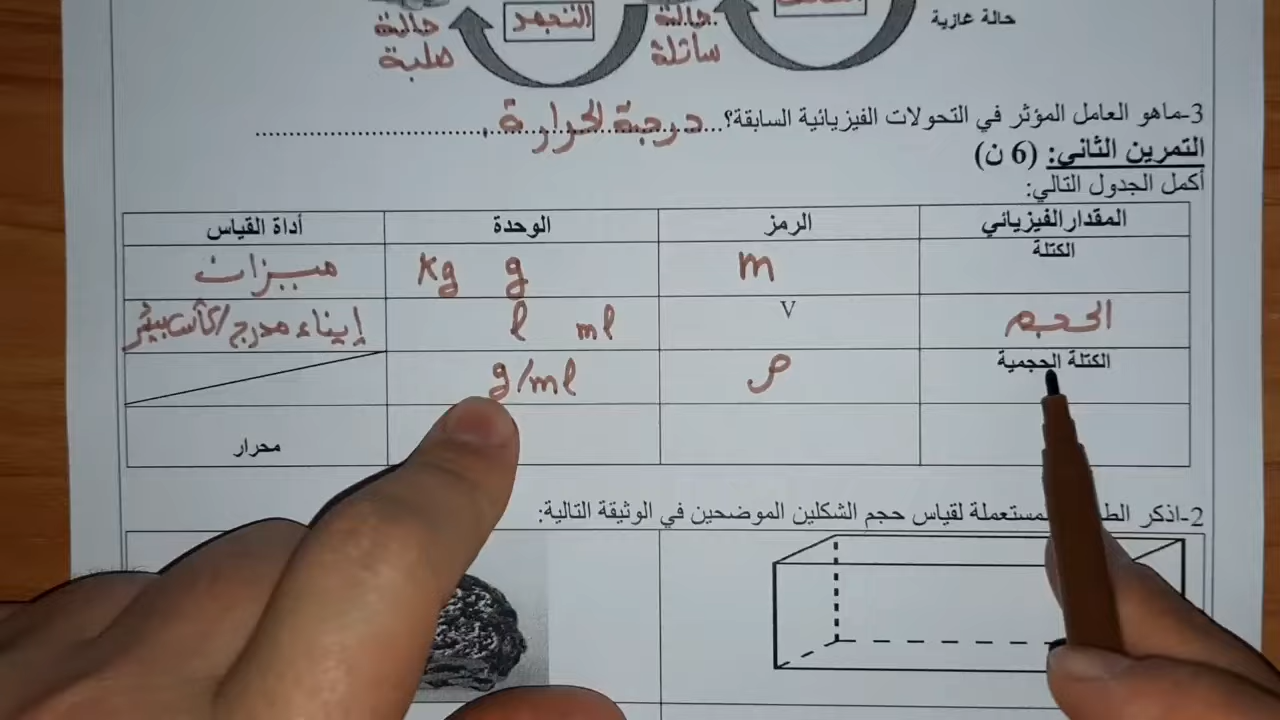 حالة غازية
حالة سائلة
التجمد
حالة صلبة
3-ماهو العامل المؤثر في التحولات الفيزيائية السابقة؟ درجة الحرارة
التمرين الثاني: (6 ن)
أكمل الجدول التالي:
المقدار الفيزيائي الرمز الوحدة أداة القياس
الكتلة m g kg ميزان
الحجم V ml l إيناء مدرج/كأس بيشر
الكتلة الحجمية ρ g/ml
محرار
2-اذكر المستعملة لقياس حجم الشكلين الموضحين في الوثيقة التالية: